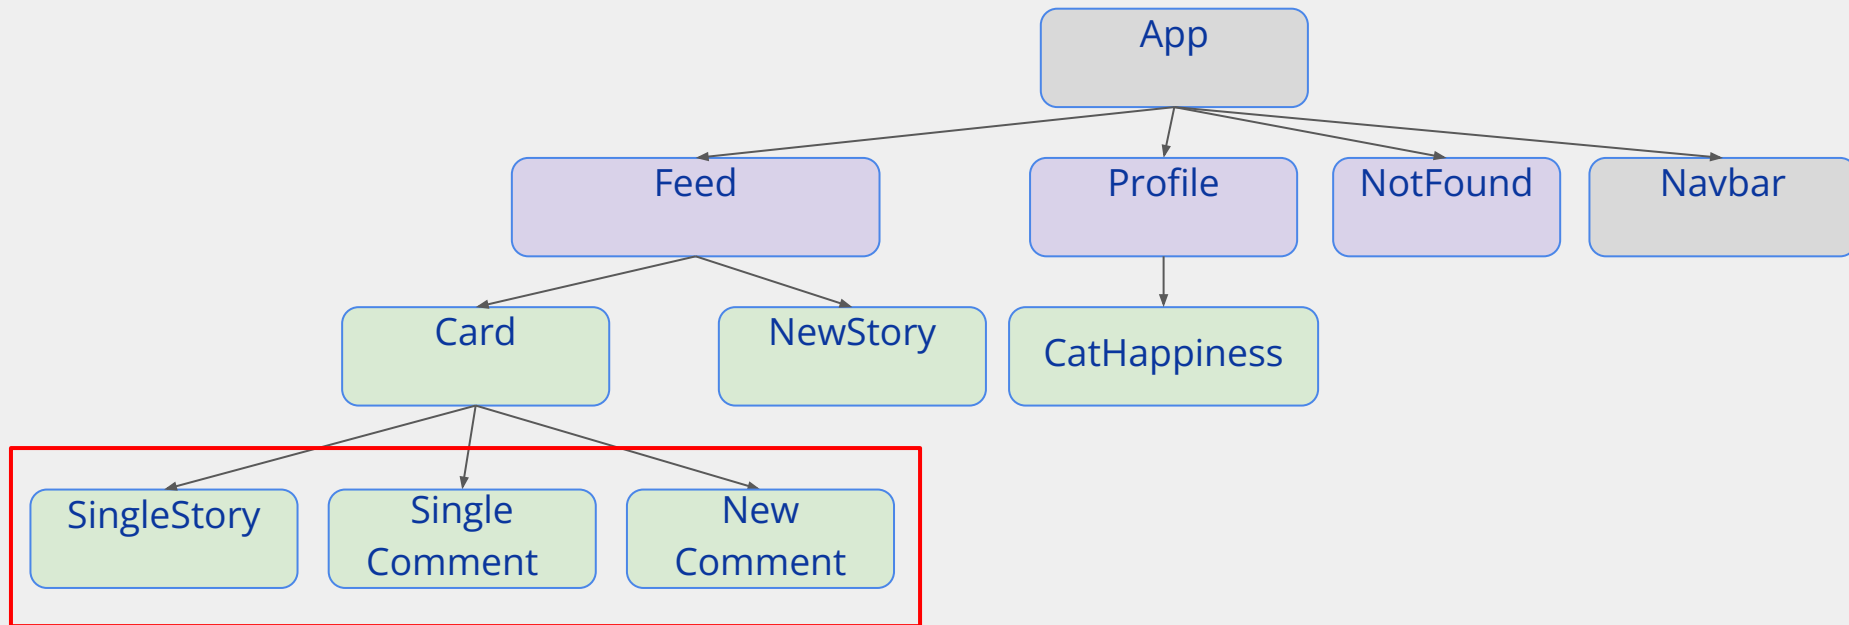 App
Feed
Profile
NotFound
Navbar
Card
NewStory
CatHappiness
SingleStory
Single
Comment
New
Comment